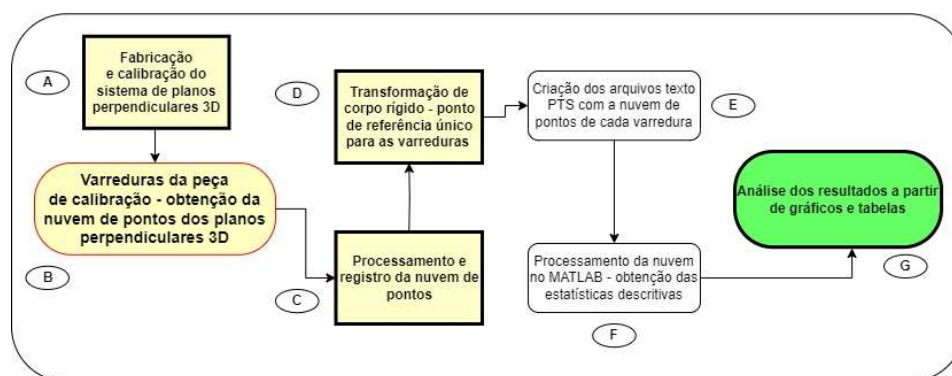 A
Fabricação
e calibração do
sistema de planos
perpendiculares 3D
B
Varreduras da peça
de calibração - obtenção da
nuvem de pontos dos planos
perpendiculares 3D
C
Processamento e
registro da nuvem de
pontos
D
Transformação de
corpo rígido - ponto
de referência único
para as varreduras
E
Criação dos arquivos texto
PTS com a nuvem de
pontos de cada varredura
F
Processamento da nuvem
no MATLAB - obtenção das
estatísticas descritivas
G
Análise dos resultados a partir
de gráficos e tabelas